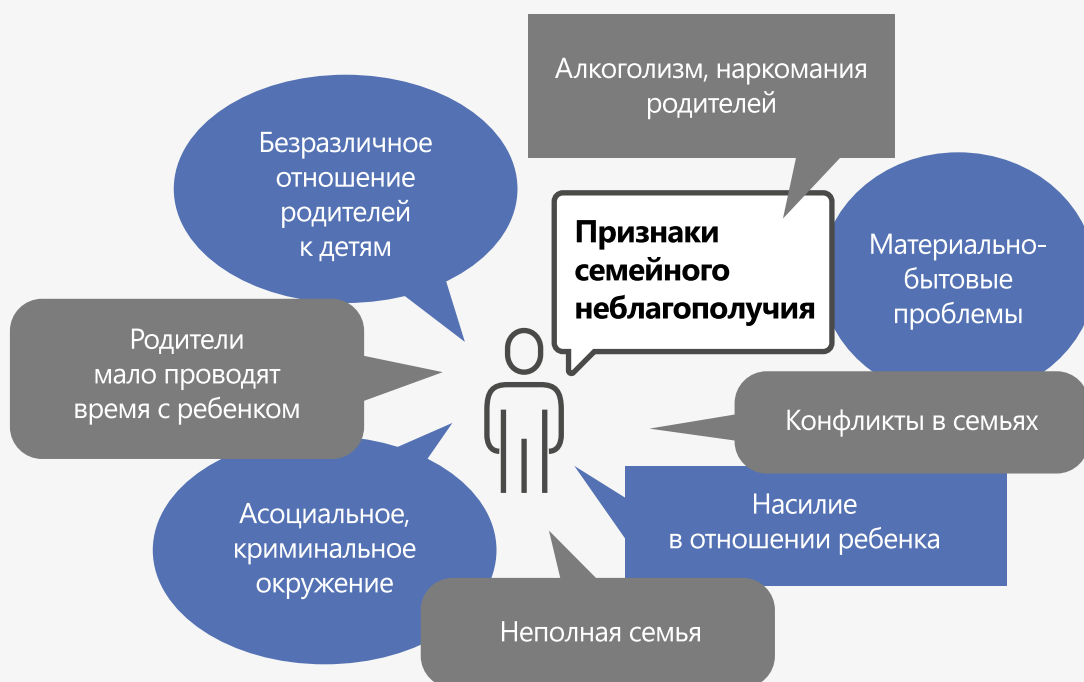 Алкоголизм, наркомания
родителей
Безразличное
отношение
родителей
к детям
Признаки
семейного
неблагополучия
Материально-
бытовые
проблемы
Родители
мало проводят
время с ребенком
Конфликты в семьях
Асоциальное,
криминальное
окружение
Насилие
в отношении ребенка
Неполная семья